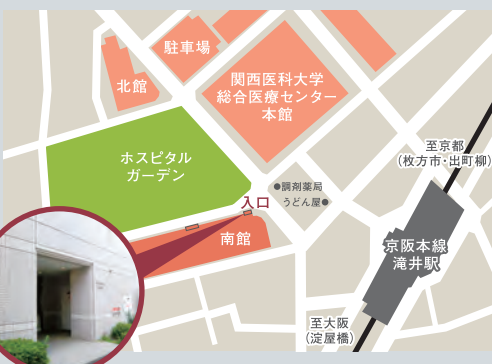 駐車場
北館
関西医科大学
総合医療センター
本館
ホスピタル
ガーデン
至京都
(枚方市・出町柳)
●調剤薬局
うどん屋●
入口
南館
京阪本線
滝井駅
至大阪
(淀屋橋)